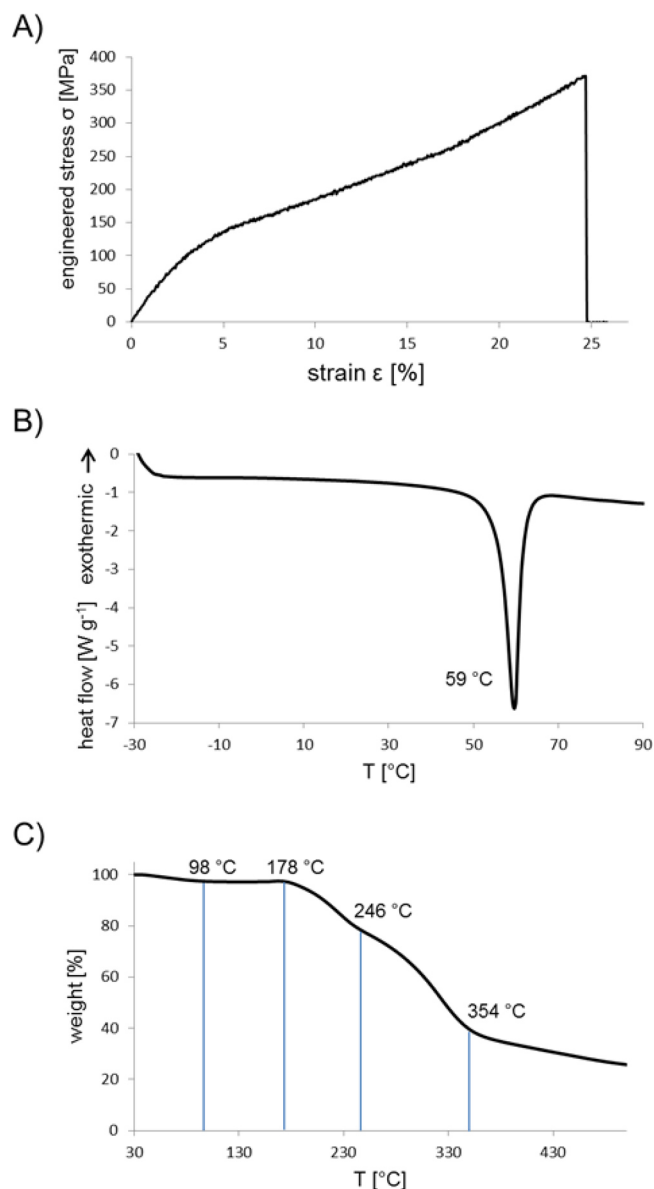 A)
engineered stress σ [MPa]
400
350
300
250
200
150
100
50
0
0 5 10 15 20 25
strain ε [%]
B)
heat flow [W g⁻¹] exothermic →
0
-1
-2
-3
-4
-5
-6
-7
59 °C
-30 -10 10 30 50 70 90
T [°C]
C)
98 °C 178 °C
246 °C
354 °C
weight [%]
100
80
60
40
20
0
30 130 230 330 430
T [°C]